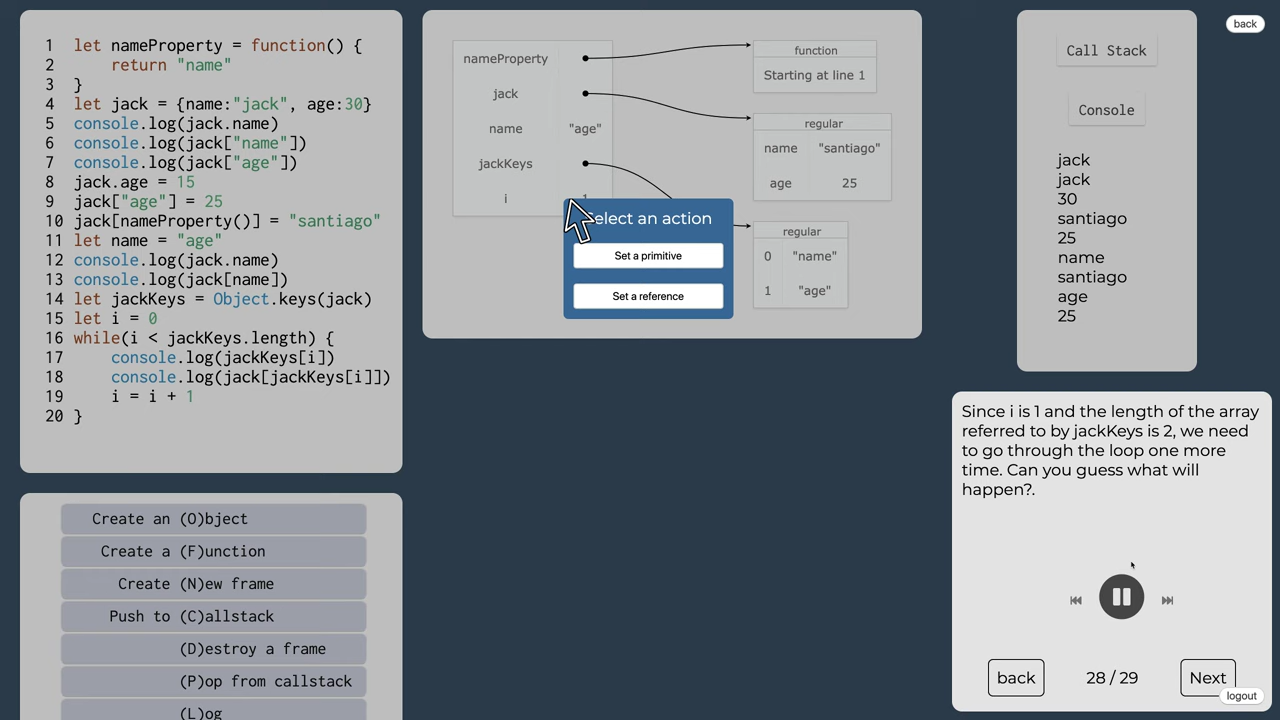 1 let nameProperty = function() {
2 return "name"
3 }
4 let jack = {name:"jack", age:30}
5 console.log(jack.name)
6 console.log(jack["name"])
7 console.log(jack["age"])
8 jack.age = 15
9 jack["age"] = 25
10 jack[nameProperty()] = "santiago"
11 let name = "age"
12 console.log(jack.name)
13 console.log(jack[name])
14 let jackKeys = Object.keys(jack)
15 let i = 0
16 while(i < jackKeys.length) {
17 console.log(jackKeys[i])
18 console.log(jack[jackKeys[i]])
19 i = i + 1
20 }
Create an (O)bject
Create a (F)unction
Create (N)ew frame
Push to (C)allstack
(D)estroy a frame
(P)op from callstack
(L)og
nameProperty
jack
name "age"
jackKeys
i 1
function
Starting at line 1
regular
name "santiago"
age 25
regular
0 "name"
1 "age"
elect an action
Set a primitive
Set a reference
back
Call Stack
Console
jack
jack
30
santiago
25
name
santiago
age
25
Since i is 1 and the length of the array
referred to by jackKeys is 2, we need
to go through the loop one more
time. Can you guess what will
happen?.
back 28 / 29 Next
logout